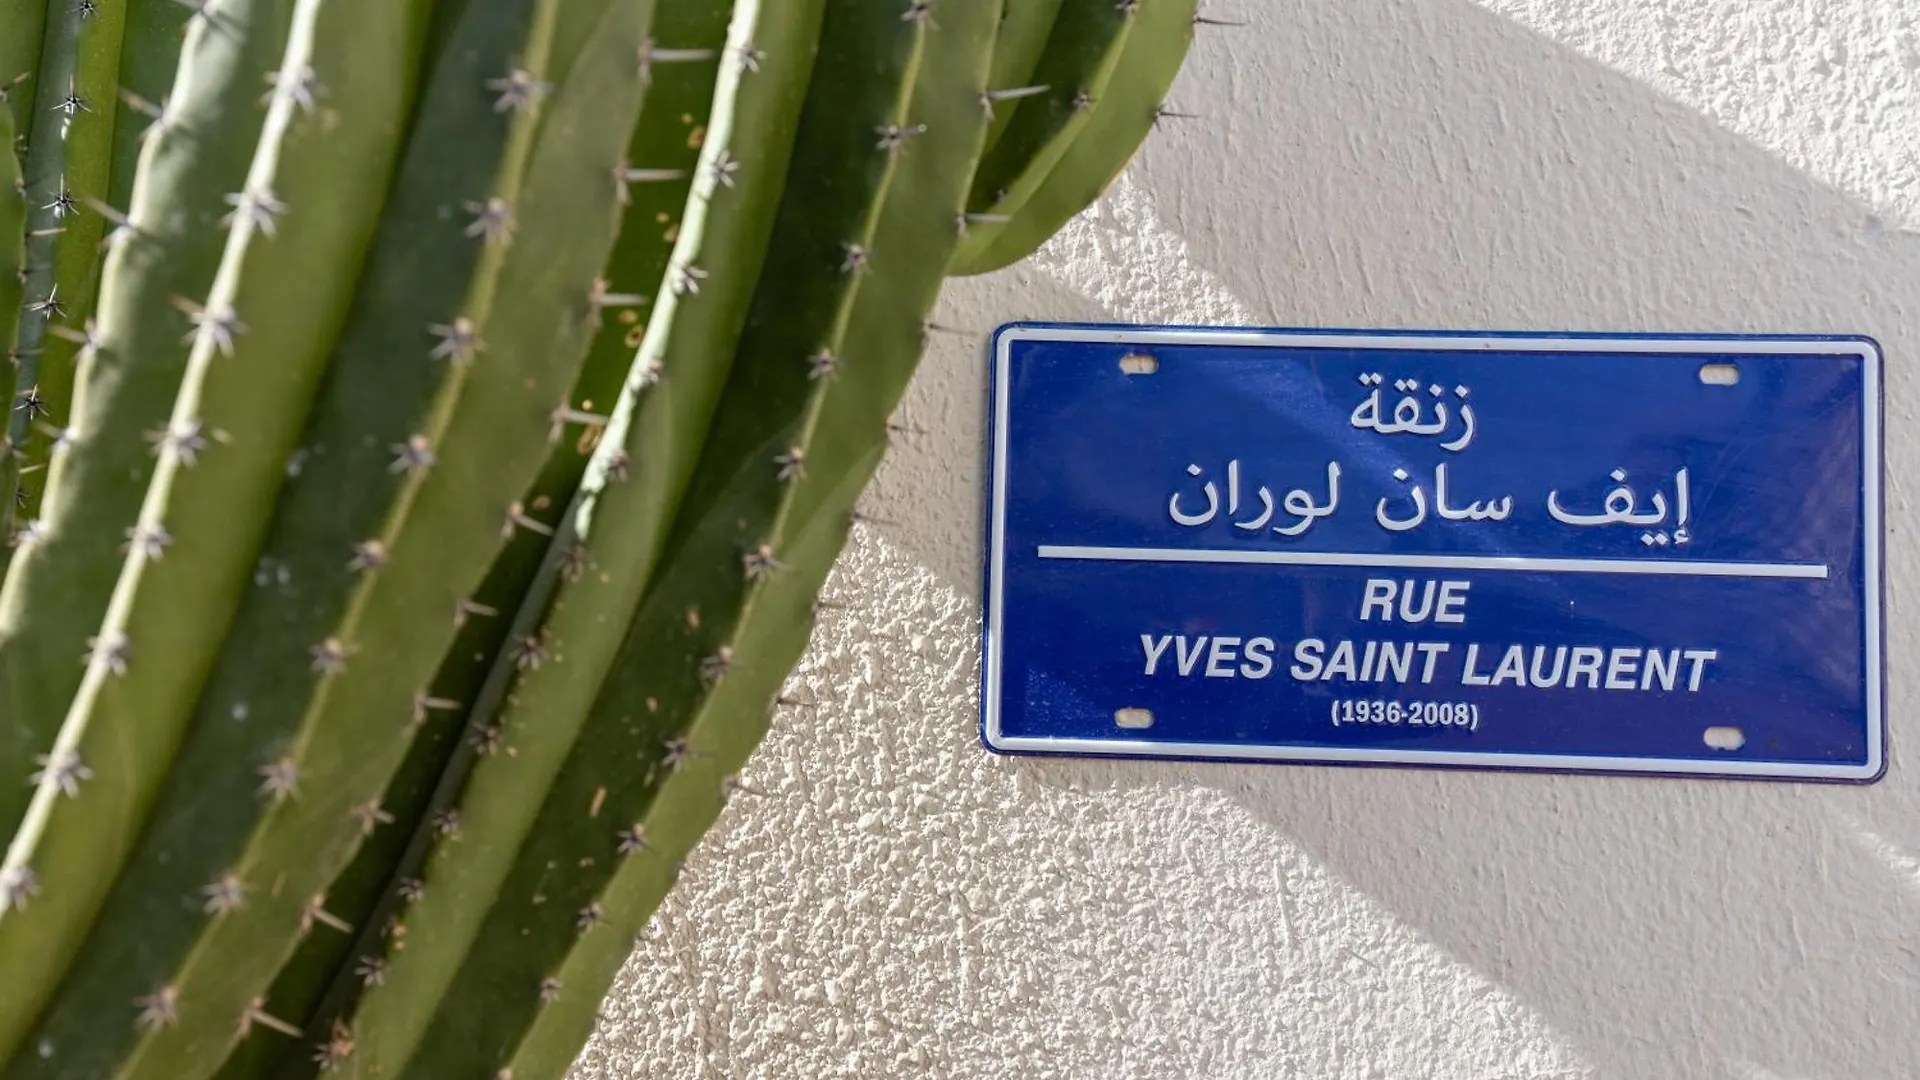 زنقة
إيف سان لوران
RUE
YVES SAINT LAURENT
(1936-2008)